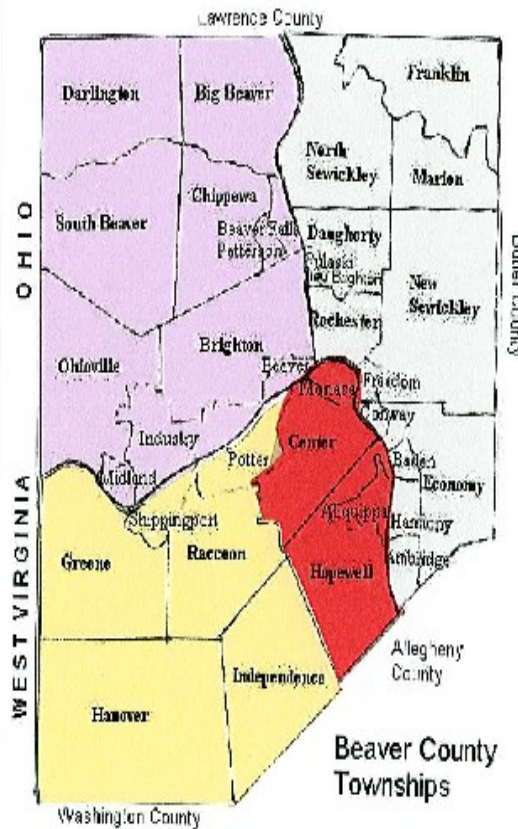 Lawrence County
Franklin
Darlington
Big Beaver
North
Sewickley
Marion
Chippewa
South Beaver
Beaver Falls
Patterson
Daugherty
Pulaski
New Brighton
New
Sewickley
OHIO
Butler County
Rochester
Brighton
Ohioville
Beaver
Monaca
Freedom
Conway
Industry
Center
Potter
Baden
Midland
Economy
Shippingport
Aliquippa
Harmony
Greene
Raccoon
Ambridge
Hopewell
WEST VIRGINIA
Allegheny
County
Independence
Hanover
Beaver County
Townships
Washington County